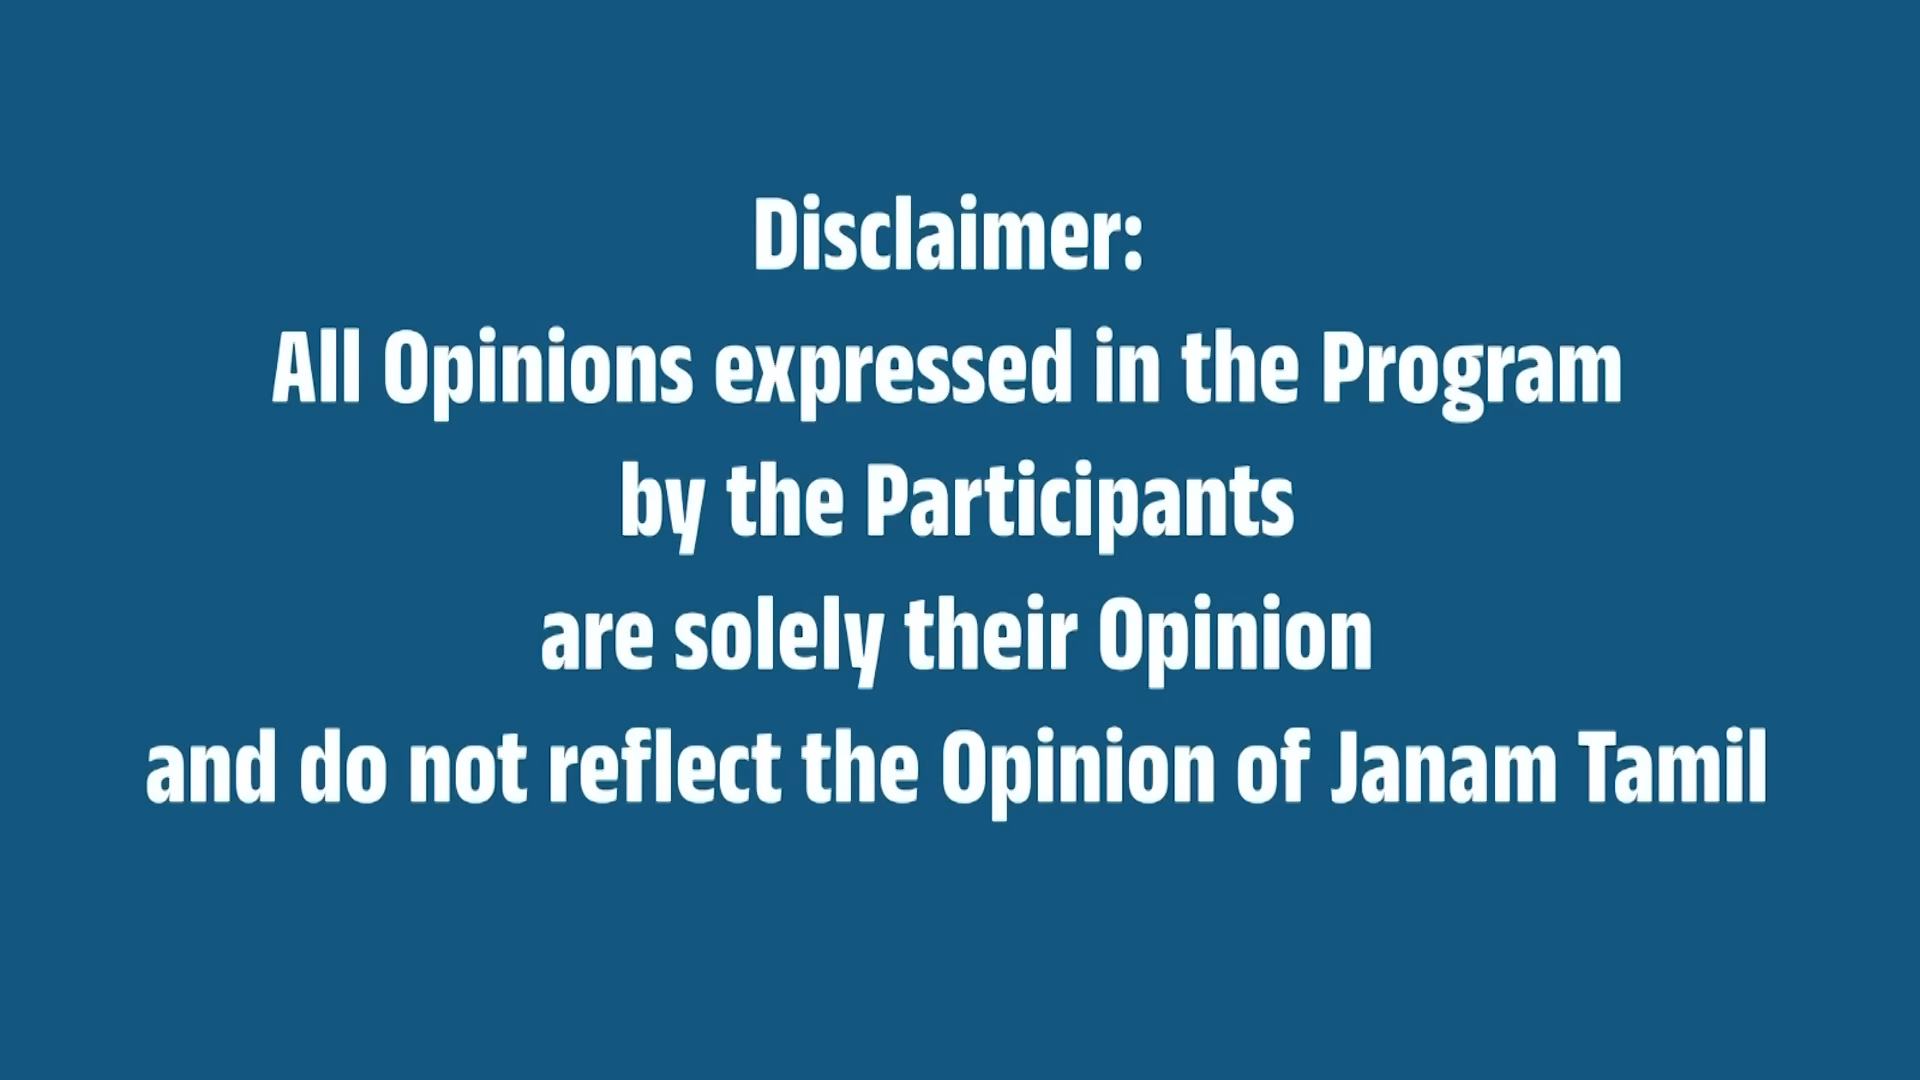 Disclaimer:
All Opinions expressed in the Program
by the Participants
are solely their Opinion
and do not reflect the Opinion of Janam Tamil